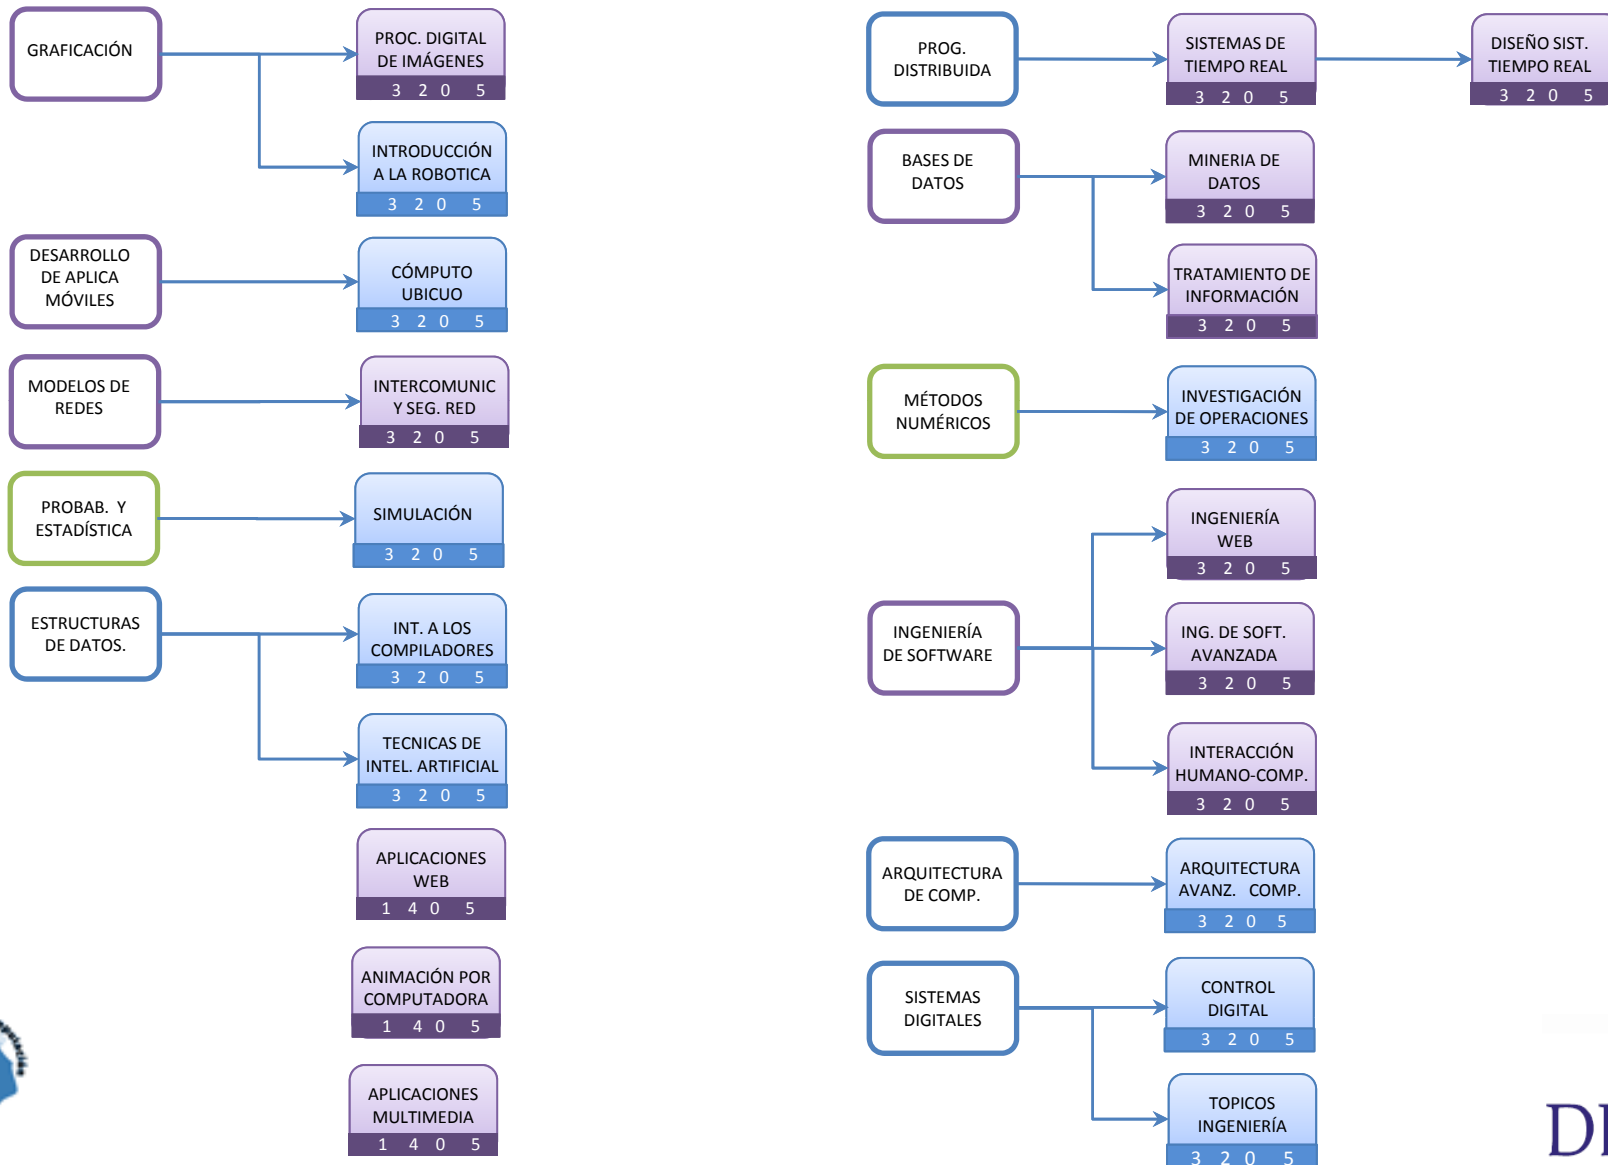 GRAFICACIÓN
PROC. DIGITAL
DE IMÁGENES
3 2 0 5
INTRODUCCIÓN
A LA ROBOTICA
3 2 0 5
DESARROLLO
DE APLICA
MÓVILES
CÓMPUTO
UBICUO
3 2 0 5
MODELOS DE
REDES
INTERCOMUNIC
Y SEG. RED
3 2 0 5
PROBAB. Y
ESTADÍSTICA
SIMULACIÓN
3 2 0 5
ESTRUCTURAS
DE DATOS.
INT. A LOS
COMPILADORES
3 2 0 5
TECNICAS DE
INTEL. ARTIFICIAL
3 2 0 5
APLICACIONES
WEB
1 4 0 5
ANIMACIÓN POR
COMPUTADORA
1 4 0 5
APLICACIONES
MULTIMEDIA
1 4 0 5
PROG.
DISTRIBUIDA
SISTEMAS DE
TIEMPO REAL
3 2 0 5
DISEÑO SIST.
TIEMPO REAL
3 2 0 5
BASES DE
DATOS
MINERIA DE
DATOS
3 2 0 5
TRATAMIENTO DE
INFORMACIÓN
3 2 0 5
MÉTODOS
NUMÉRICOS
INVESTIGACIÓN
DE OPERACIONES
3 2 0 5
INGENIERÍA
WEB
3 2 0 5
INGENIERÍA
DE SOFTWARE
ING. DE SOFT.
AVANZADA
3 2 0 5
INTERACCIÓN
HUMANO-COMP.
3 2 0 5
ARQUITECTURA
DE COMP.
ARQUITECTURA
AVANZ. COMP.
3 2 0 5
SISTEMAS
DIGITALES
CONTROL
DIGITAL
3 2 0 5
TOPICOS
INGENIERÍA
3 2 0 5